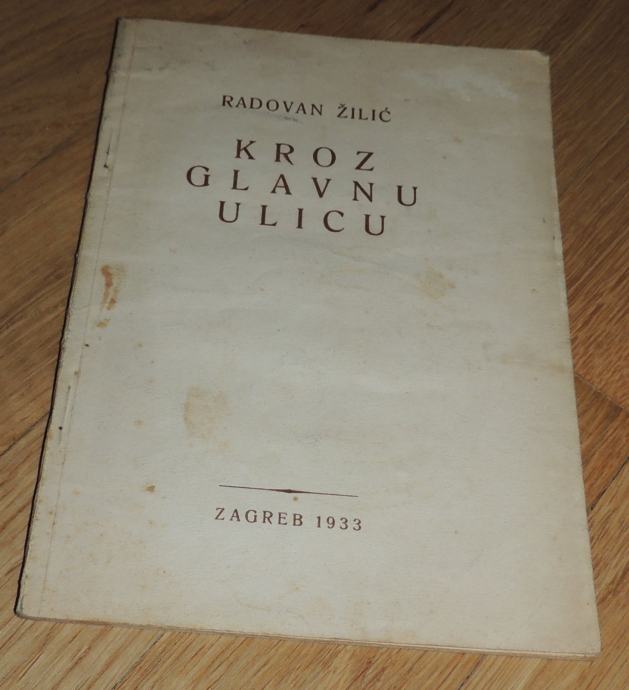 RADOVAN ŽILIĆ
KROZ
GLAVNU
ULICU
ZAGREB 1933